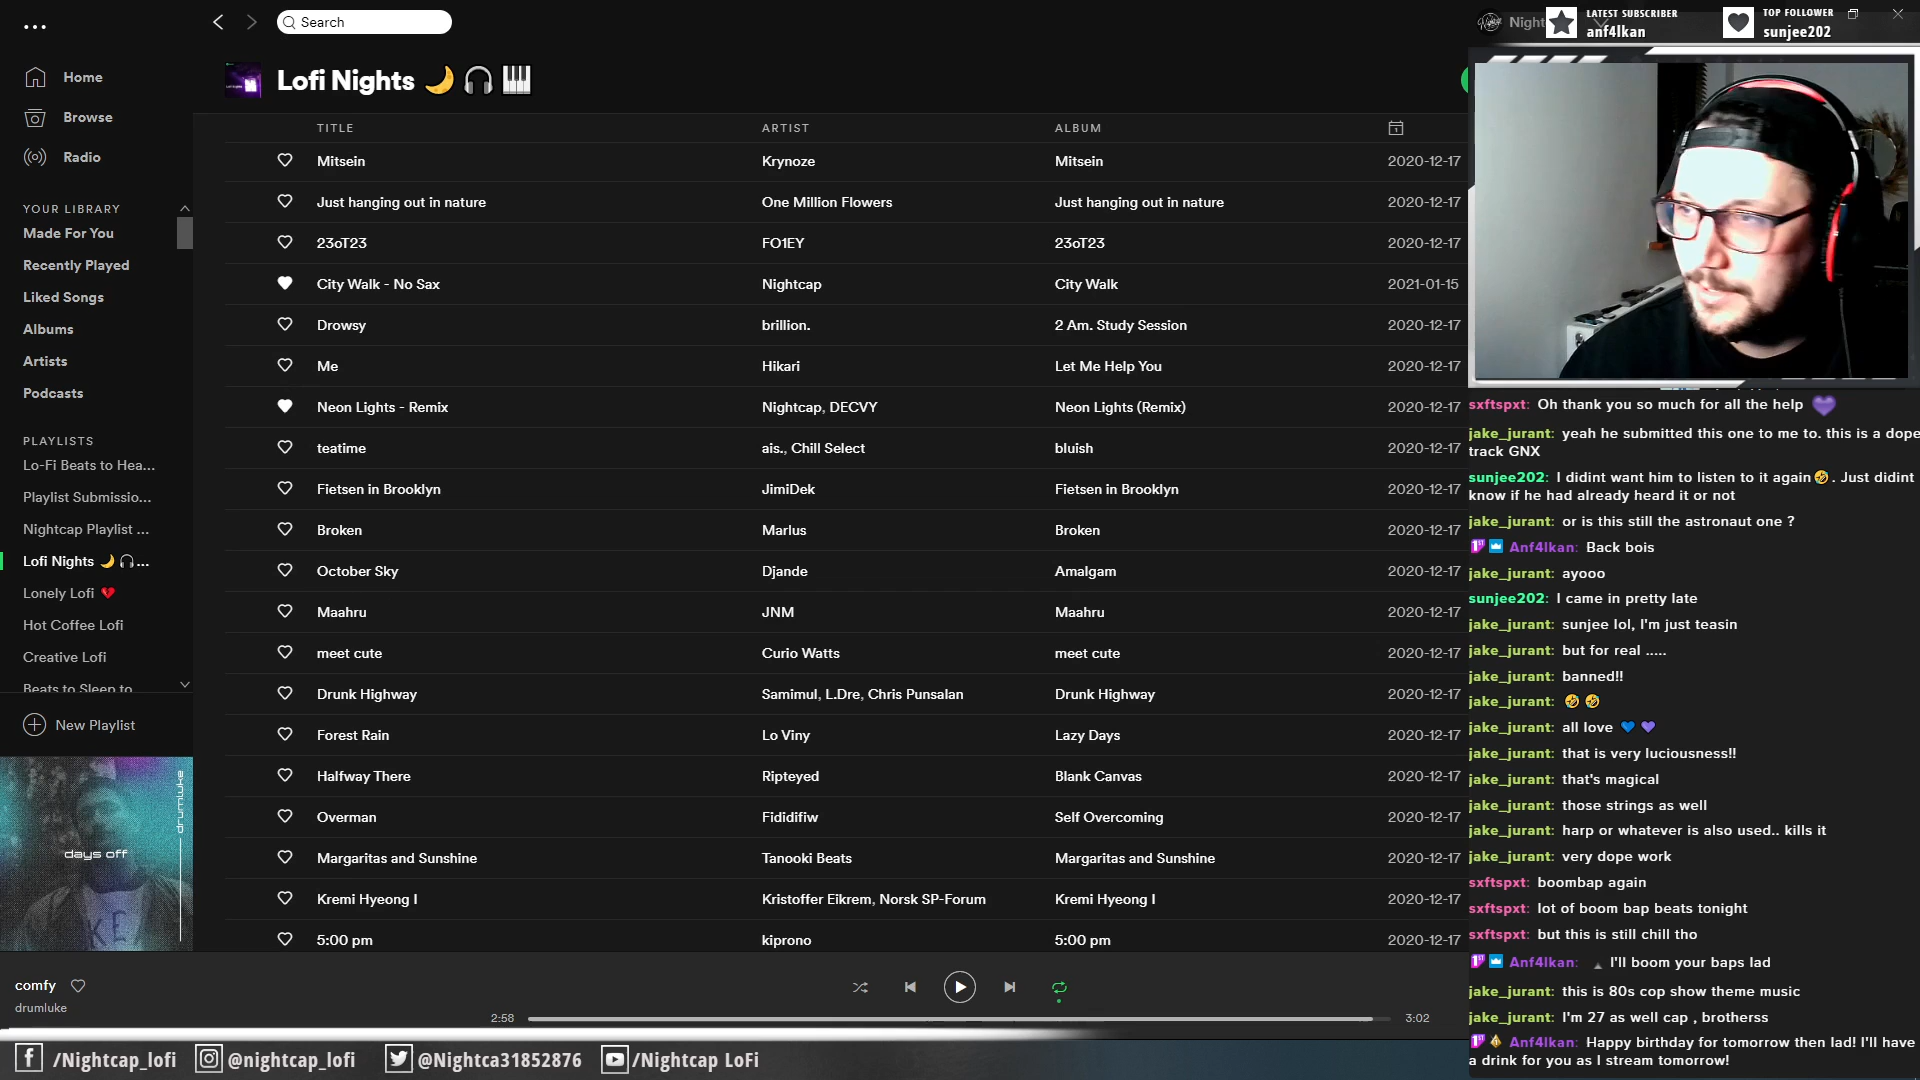 Search
Home
Browse
Radio
YOUR LIBRARY
Made For You
Recently Played
Liked Songs
Albums
Artists
Podcasts
PLAYLISTS
Lo-Fi Beats to Hea...
Playlist Submissio...
Nightcap Playlist ...
Lofi Nights 🌙🎧...
Lonely Lofi 💔
Hot Coffee Lofi
Creative Lofi
Beats to Sleep to
New Playlist
days off
drumluke
Lofi Nights 🌙 🎧 🎹
TITLE ARTIST ALBUM
Mitsein Krynoze Mitsein 2020-12-17
Just hanging out in nature One Million Flowers Just hanging out in nature 2020-12-17
23oT23 FO1EY 23oT23 2020-12-17
City Walk - No Sax Nightcap City Walk 2021-01-15
Drowsy brillion. 2 Am. Study Session 2020-12-17
Me Hikari Let Me Help You 2020-12-17
Neon Lights - Remix Nightcap, DECVY Neon Lights (Remix) 2020-12-17
teatime ais., Chill Select bluish 2020-12-17
Fietsen in Brooklyn JimiDek Fietsen in Brooklyn 2020-12-17
Broken Marlus Broken 2020-12-17
October Sky Djande Amalgam 2020-12-17
Maahru JNM Maahru 2020-12-17
meet cute Curio Watts meet cute 2020-12-17
Drunk Highway Samimul, L.Dre, Chris Punsalan Drunk Highway 2020-12-17
Forest Rain Lo Viny Lazy Days 2020-12-17
Halfway There Ripteyed Blank Canvas 2020-12-17
Overman Fididifiw Self Overcoming 2020-12-17
Margaritas and Sunshine Tanooki Beats Margaritas and Sunshine 2020-12-17
Kremi Hyeong I Kristoffer Eikrem, Norsk SP-Forum Kremi Hyeong I 2020-12-17
5:00 pm kiprono 5:00 pm 2020-12-17
comfy
drumluke
2:58
3:02
/Nightcap_lofi @nightcap_lofi @Nightca31852876 /Nightcap LoFi
Night
LATEST SUBSCRIBER
anf4lkan
TOP FOLLOWER
sunjee202
sxftspxt: Oh thank you so much for all the help 💜
jake_jurant: yeah he submitted this one to me to. this is a dope
track GNX
sunjee202: I didint want him to listen to it again🤣. Just didint
know if he had already heard it or not
jake_jurant: or is this still the astronaut one ?
Anf4lkan: Back bois
jake_jurant: ayooo
sunjee202: I came in pretty late
jake_jurant: sunjee lol, I'm just teasin
jake_jurant: but for real .....
jake_jurant: banned!!
jake_jurant: 🤣 🤣
jake_jurant: all love 💙 💜
jake_jurant: that is very luciousness!!
jake_jurant: that's magical
jake_jurant: those strings as well
jake_jurant: harp or whatever is also used.. kills it
jake_jurant: very dope work
sxftspxt: boombap again
sxftspxt: lot of boom bap beats tonight
sxftspxt: but this is still chill tho
Anf4lkan: I'll boom your baps lad
jake_jurant: this is 80s cop show theme music
jake_jurant: I'm 27 as well cap , brotherss
Anf4lkan: Happy birthday for tomorrow then lad! I'll have
a drink for you as I stream tomorrow!